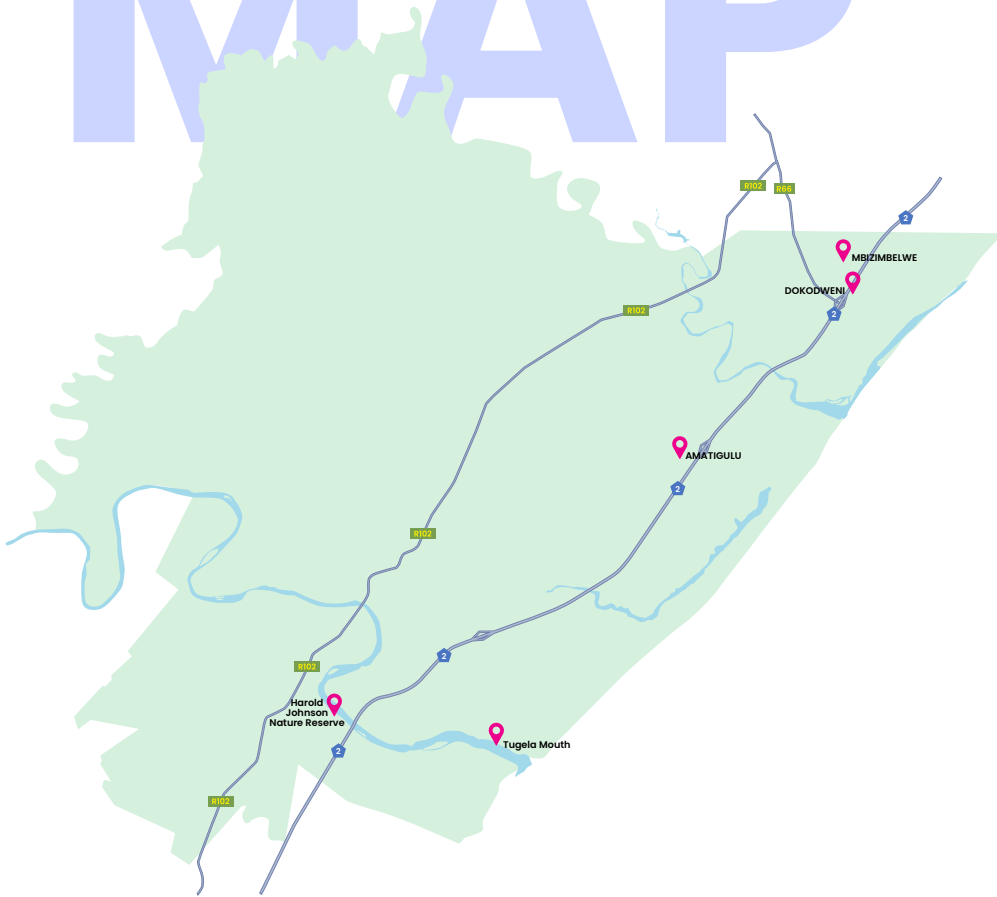 MAP
R102
R66
2
MBIZIMBELWE
DOKODWENI
R102
2
AMATIGULU
2
R102
2
R102
Harold
Johnson
Nature Reserve
Tugela Mouth
2
R102